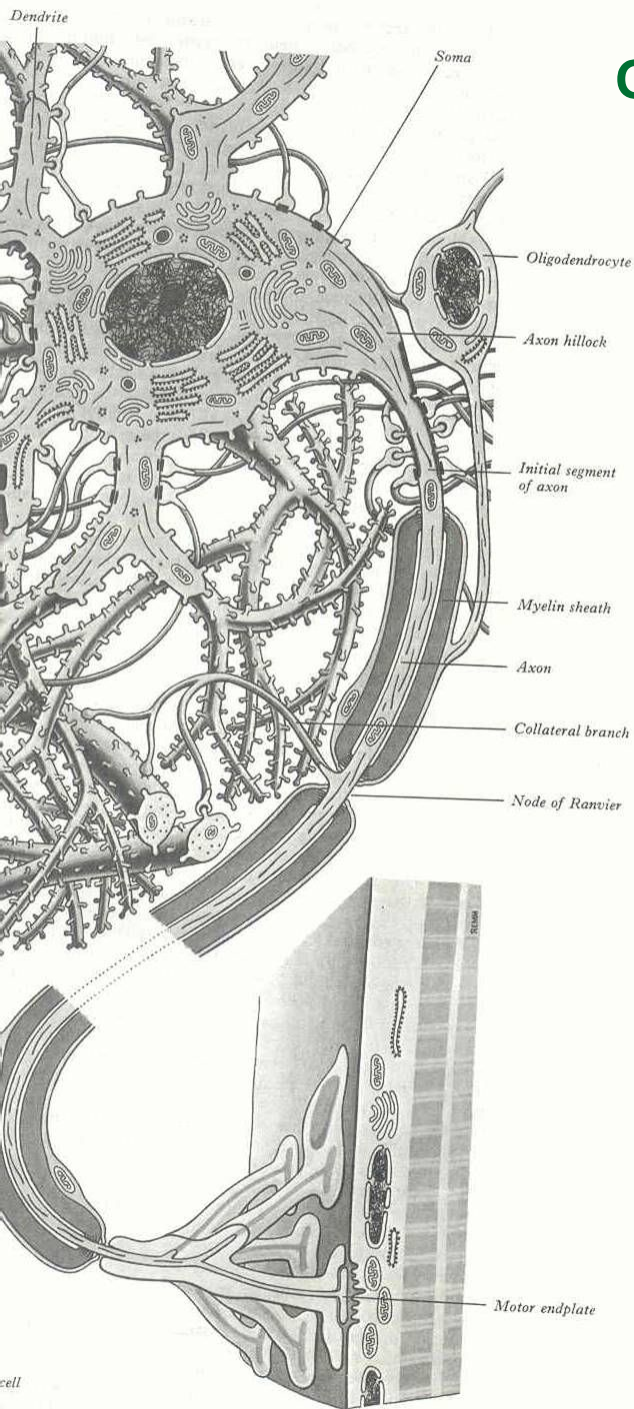 Dendrite
Soma
Oligodendrocyte
Axon hillock
Initial segment
of axon
Myelin sheath
Axon
Collateral branch
Node of Ranvier
Motor endplate
cell